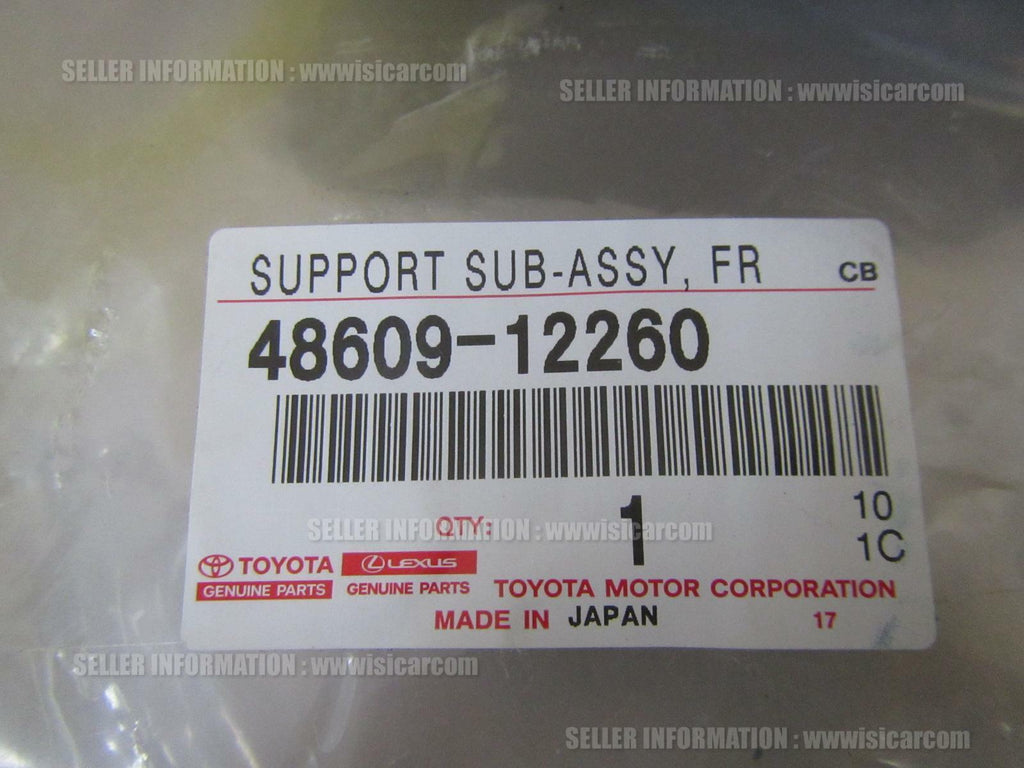 SELLER INFORMATION : wwwisicarcom
SELLER INFORMATION : wwwisicarcom
SUPPORT SUB-ASSY, FR CB
48609-12260
QTY: 1 10
SELLER INFORMATION : wwwisicarcom
1C
TOYOTA LEXUS
GENUINE PARTS GENUINE PARTS TOYOTA MOTOR CORPORATION
MADE IN JAPAN 17
SELLER INFORMATION : wwwisicarcom
SELLER INFORMATION : wwwisicarcom